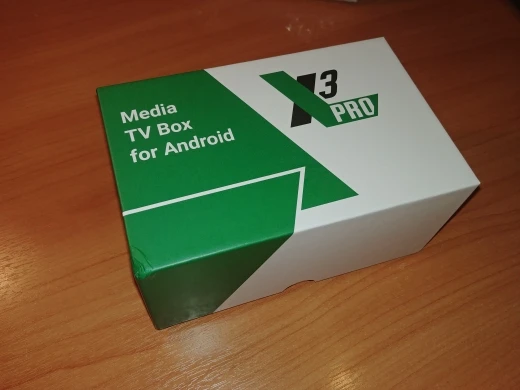 Media
TV Box
for Android
X3
PRO